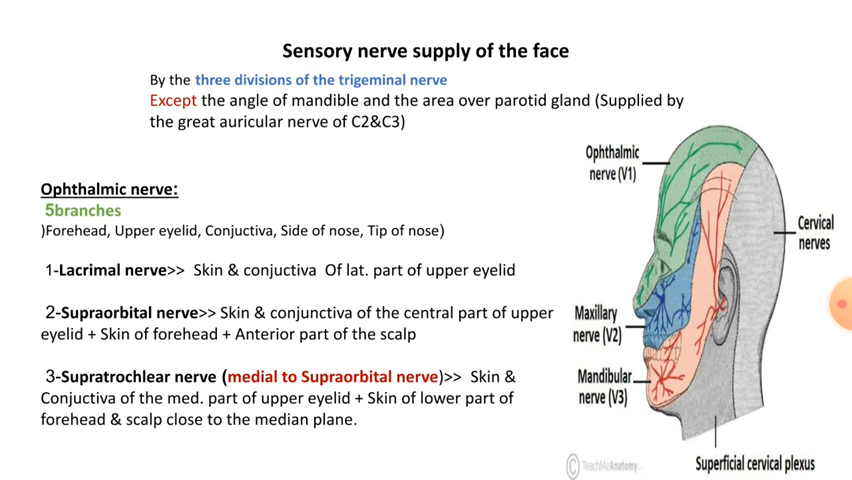 Sensory nerve supply of the face
By the three divisions of the trigeminal nerve
Except the angle of mandible and the area over parotid gland (Supplied by
the great auricular nerve of C2&C3)
Ophthalmic nerve:
5branches
)Forehead, Upper eyelid, Conjuctiva, Side of nose, Tip of nose)
1-Lacrimal nerve>> Skin & conjuctiva Of lat. part of upper eyelid
2-Supraorbital nerve>> Skin & conjunctiva of the central part of upper
eyelid + Skin of forehead + Anterior part of the scalp
3-Supratrochlear nerve (medial to Supraorbital nerve)>> Skin &
Conjuctiva of the med. part of upper eyelid + Skin of lower part of
forehead & scalp close to the median plane.
Ophthalmic
nerve (V1)
Cervical
nerves
Maxillary
nerve (V2)
Mandibular
nerve (V3)
Superficial cervical plexus
© TeachMeAnatomy